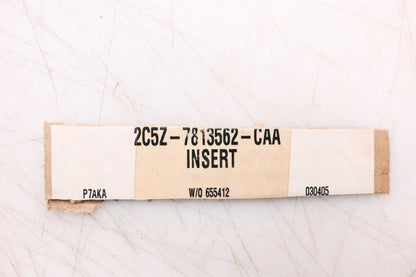 2C5Z-7813562-CAA
INSERT
P7AKA W/O 655412 030405